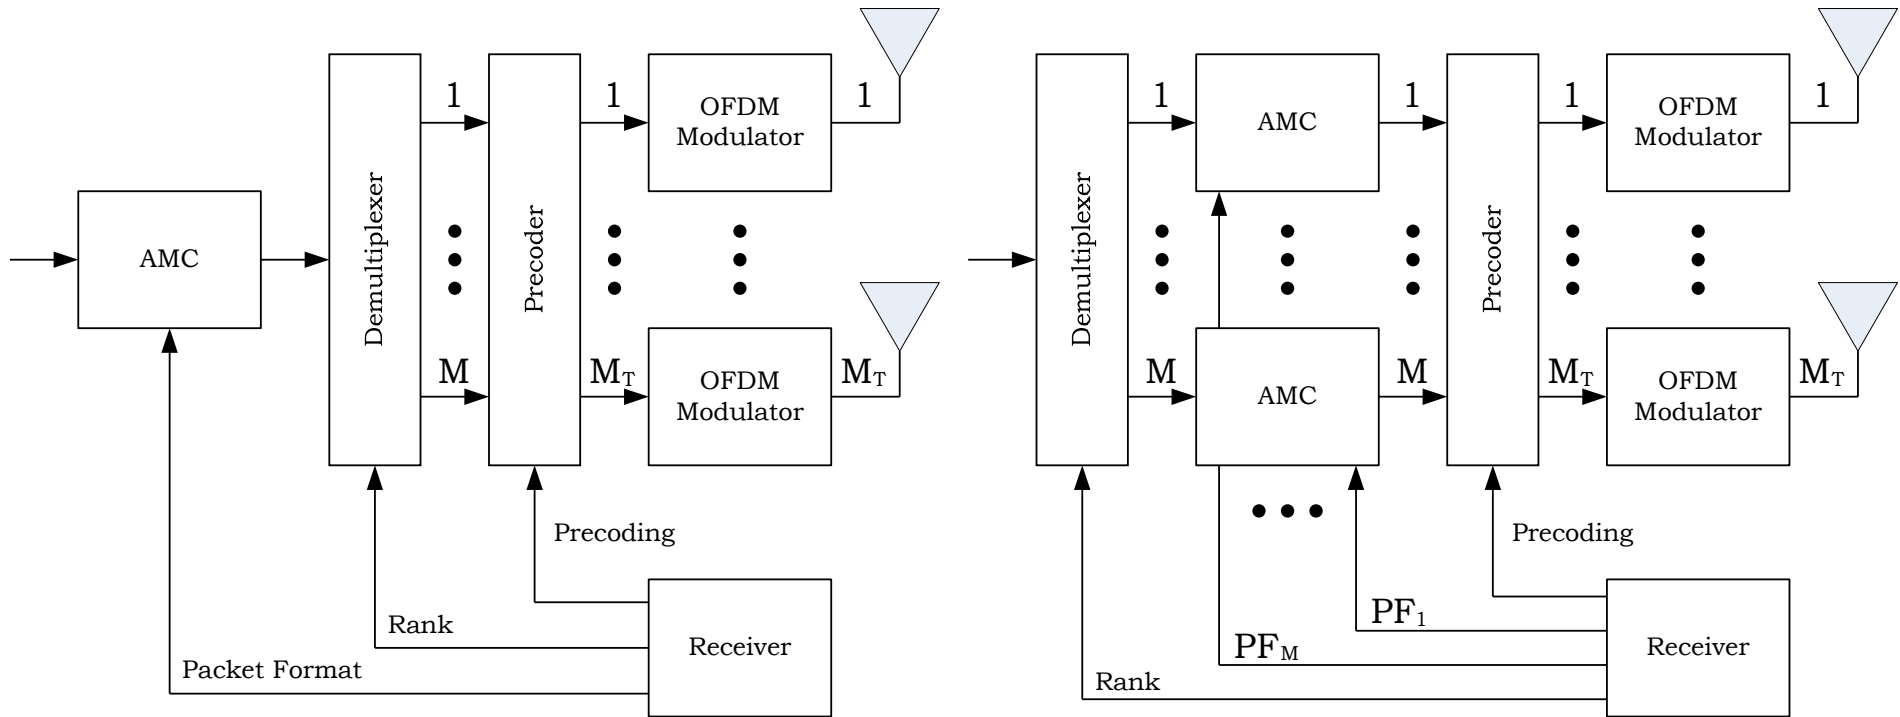 1
1
OFDM
Modulator
1
AMC
Demultiplexer
Precoder
M
M_T
OFDM
Modulator
M_T
Precoding
Rank
Packet Format
Receiver
1
AMC
1
1
OFDM
Modulator
1
Demultiplexer
Precoder
M
AMC
M
M_T
OFDM
Modulator
M_T
Precoding
PF_1
PF_M
Rank
Receiver